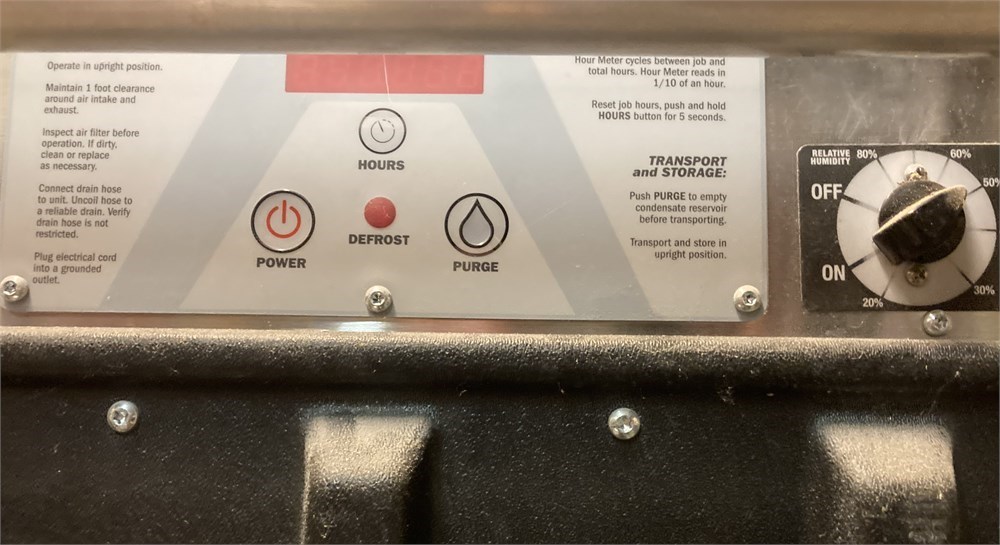 Operate in upright position.
Maintain 1 foot clearance
around air intake and
exhaust.
Inspect air filter before
operation. If dirty,
clean or replace
as necessary.
Connect drain hose
to unit. Uncoil hose to
a reliable drain. Verify
drain hose is not
restricted.
Plug electrical cord
into a grounded
outlet.
HOURS
POWER
DEFROST
PURGE
Hour Meter cycles between job and
total hours. Hour Meter reads in
1/10 of an hour.
Reset job hours, push and hold
HOURS button for 5 seconds.
TRANSPORT
and STORAGE:
Push PURGE to empty
condensate reservoir
before transporting.
Transport and store in
upright position.
RELATIVE
HUMIDITY
80%
60%
50%
OFF
ON
30%
20%